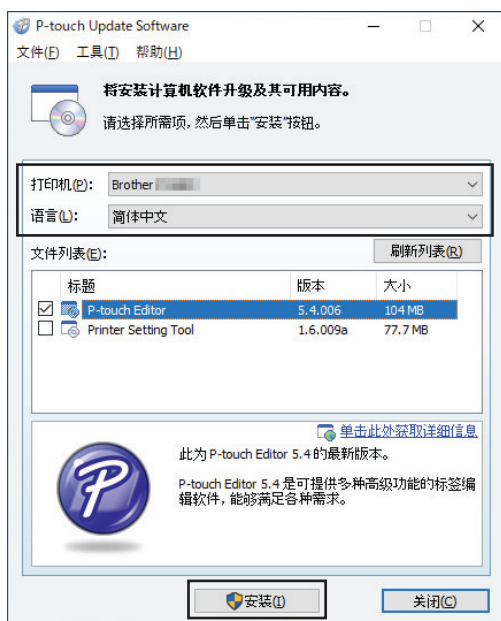 P-touch Update Software
文件(F) 工具(T) 帮助(H)
将安装计算机软件升级及其可用内容。
请选择所需项,然后单击"安装"按钮。
打印机(P): Brother
语言(L): 简体中文
文件列表(E): 刷新列表(R)
标题 版本 大小
P-touch Editor 5.4.006 104 MB
Printer Setting Tool 1.6.009a 77.7 MB
单击此处获取详细信息
此为 P-touch Editor 5.4 的最新版本。
P-touch Editor 5.4 是可提供多种高级功能的标签编
辑软件，能够满足各种需求。
安装(I) 关闭(C)